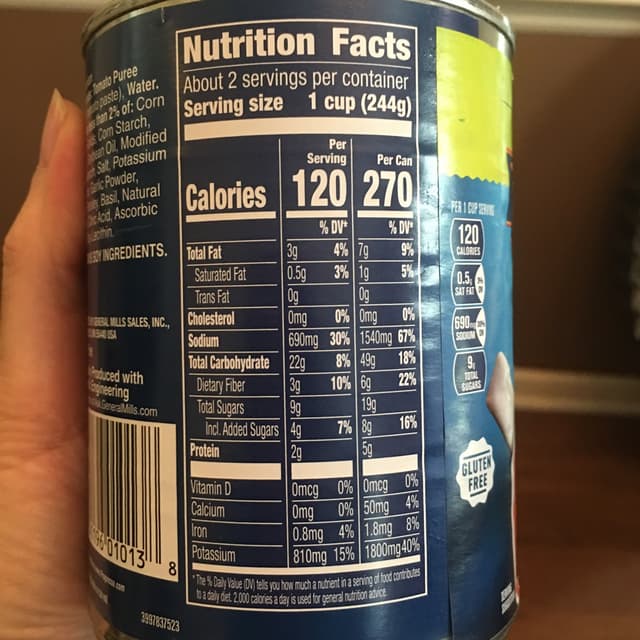 Tomato Puree
paste), Water.
than 2% of: Corn
Corn Starch,
Oil, Modified
Salt, Potassium
Garlic Powder,
Basil, Natural
Acid, Ascorbic
SOY INGREDIENTS.
GENERAL MILLS SALES, INC.,
USA
Produced with
Engineering
.GeneralMills.com
01013 8
3997837523
Nutrition Facts
About 2 servings per container
Serving size 1 cup (244g)
Per Serving Per Can
Calories 120 270
% DV* % DV*
Total Fat 3g 4% 7g 9%
Saturated Fat 0.5g 3% 1g 5%
Trans Fat 0g 0g
Cholesterol 0mg 0% 0mg 0%
Sodium 690mg 30% 1540mg 67%
Total Carbohydrate 22g 8% 49g 18%
Dietary Fiber 3g 10% 6g 22%
Total Sugars 9g 19g
Incl. Added Sugars 4g 7% 8g 16%
Protein 2g 5g
Vitamin D 0mcg 0% 0mcg 0%
Calcium 0mg 0% 50mg 4%
Iron 0.8mg 4% 1.8mg 8%
Potassium 810mg 15% 1800mg 40%
*The % Daily Value (DV) tells you how much a nutrient in a serving of food contributes
to a daily diet. 2,000 calories a day is used for general nutrition advice.
PER 1 CUP SERVING
120
CALORIES
0.5g
SAT FAT
690mg
SODIUM
9g
TOTAL
SUGARS
GLUTEN
FREE